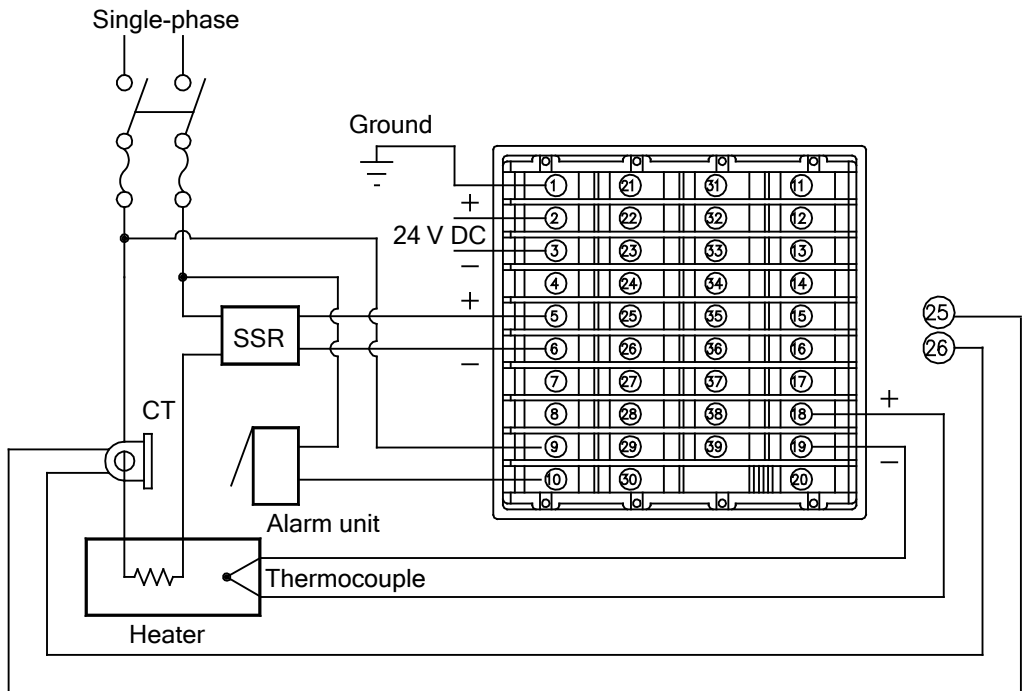 Single-phase
Ground
+
24 V DC
−
+
SSR
−
CT
Alarm unit
Thermocouple
Heater
1 21 31 11
2 22 32 12
3 23 33 13
4 24 34 14
5 25 35 15
6 26 36 16
7 27 37 17
8 28 38 18
9 29 39 19
10 30 20
+
−
25
26